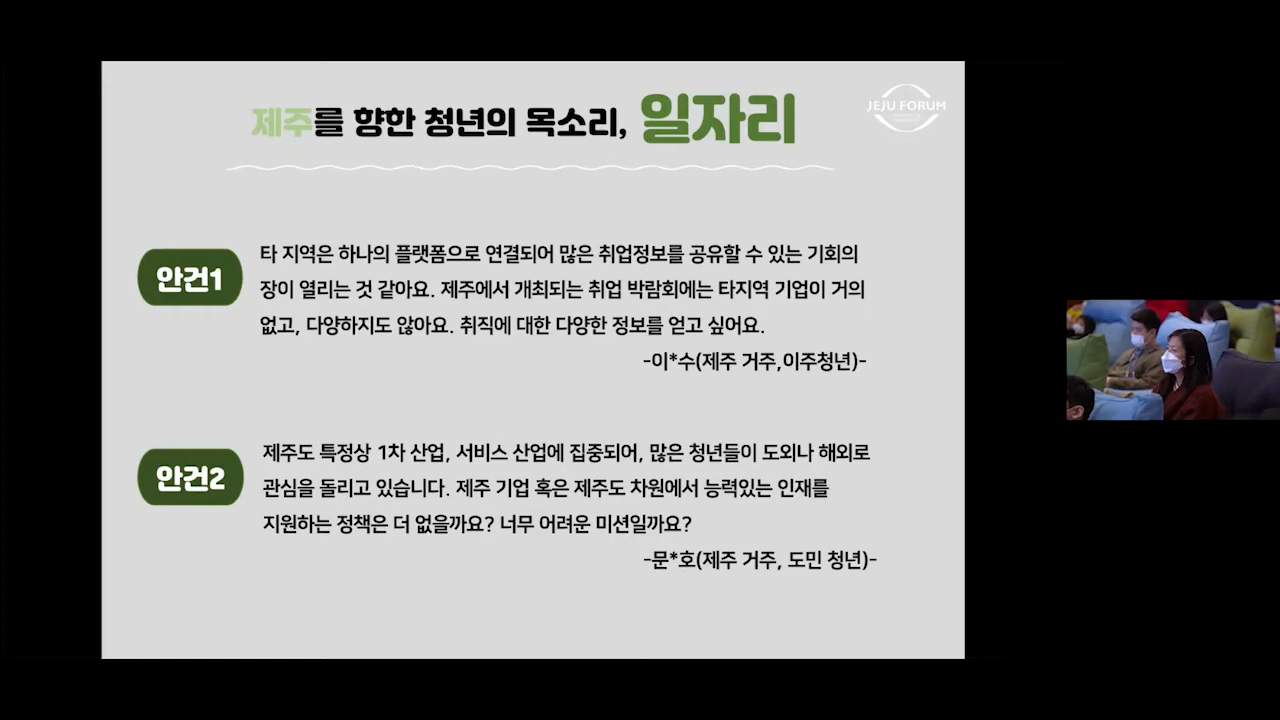 제주를 향한 청년의 목소리, 일자리
JEJU FORUM
안건1
타 지역은 하나의 플랫폼으로 연결되어 많은 취업정보를 공유할 수 있는 기회의
장이 열리는 것 같아요. 제주에서 개최되는 취업 박람회에는 타지역 기업이 거의
없고, 다양하지도 않아요. 취직에 대한 다양한 정보를 얻고 싶어요.
-이*수(제주 거주,이주청년)-
안건2
제주도 특정상 1차 산업, 서비스 산업에 집중되어, 많은 청년들이 도외나 해외로
관심을 돌리고 있습니다. 제주 기업 혹은 제주도 차원에서 능력있는 인재를
지원하는 정책은 더 없을까요? 너무 어려운 미션일까요?
-문*호(제주 거주, 도민 청년)-